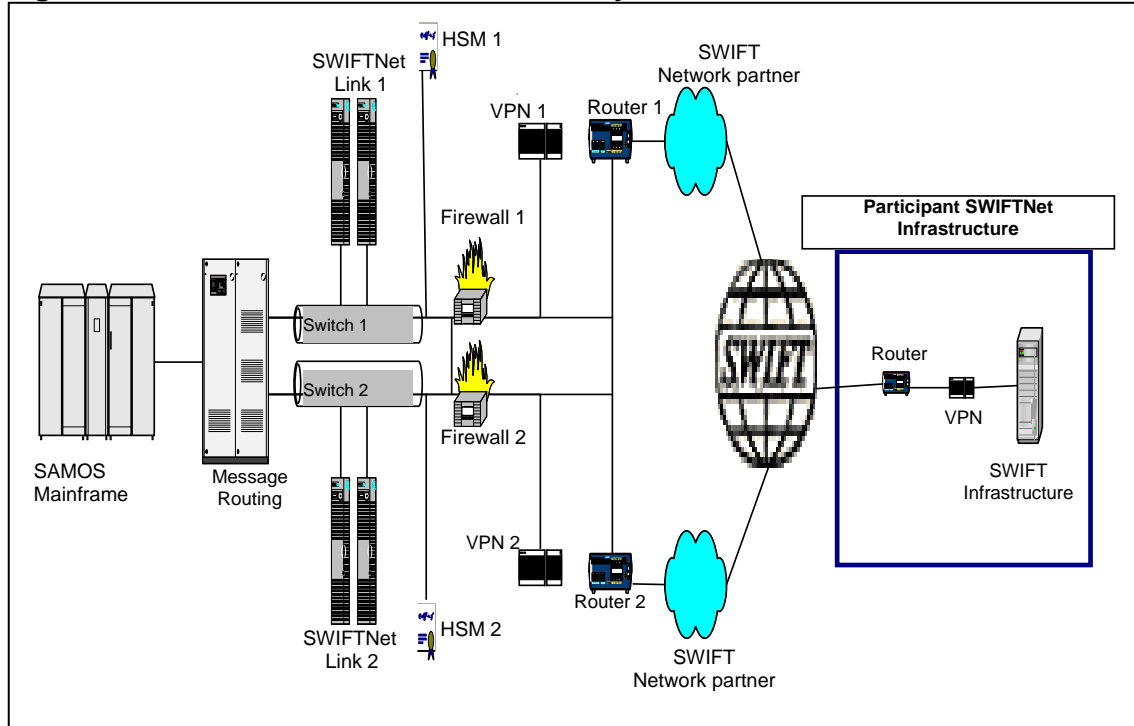 HSM 1
SWIFTNet
Link 1
SWIFT
Network partner
VPN 1
Router 1
Firewall 1
Participant SWIFTNet
Infrastructure
Switch 1
SWIFT
Router
Switch 2
VPN
Firewall 2
SAMOS
Mainframe
Message
Routing
SWIFT
Infrastructure
VPN 2
Router 2
HSM 2
SWIFTNet
Link 2
SWIFT
Network partner